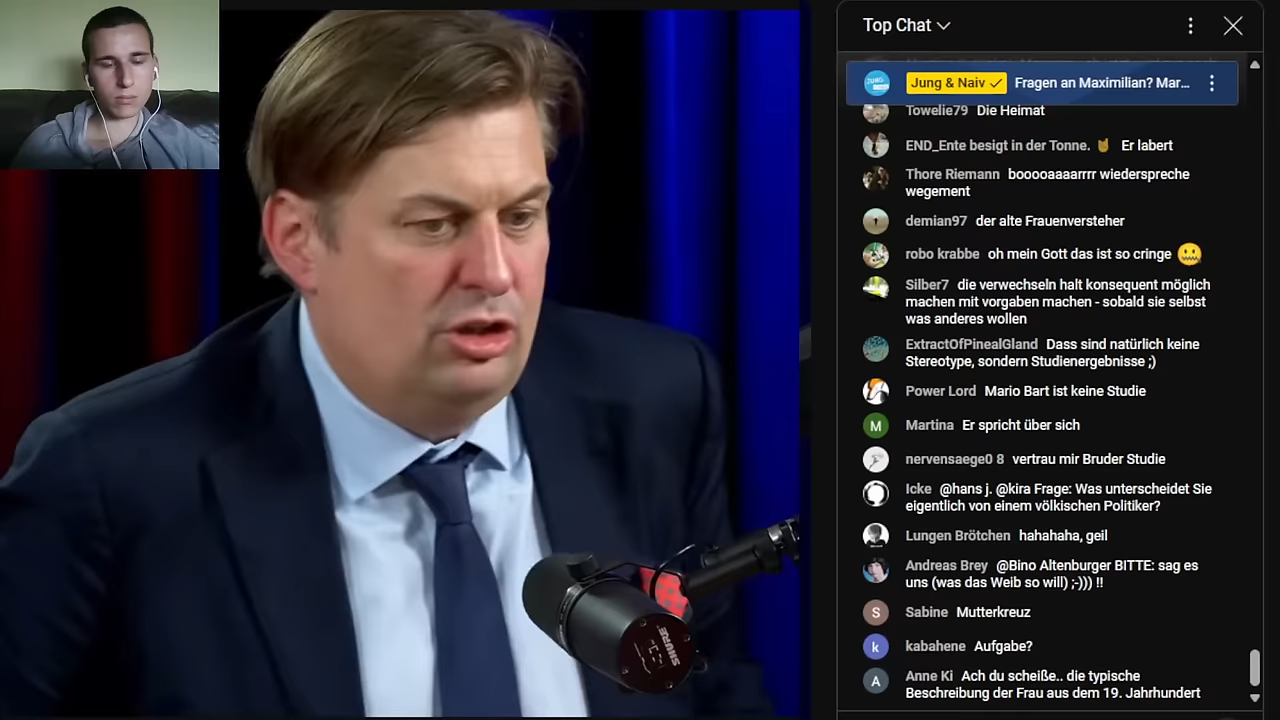 Top Chat
Jung & Naiv Fragen an Maximilian? Mar...
Towelie79 Die Heimat
END_Ente besigt in der Tonne. 🤘 Er labert
Thore Riemann booooaaaarrrr wiederspreche
wegement
demian97 der alte Frauenversteher
robo krabbe oh mein Gott das ist so cringe 🤐
Silber7 die verwechseln halt konsequent möglich
machen mit vorgaben machen - sobald sie selbst
was anderes wollen
ExtractOfPinealGland Dass sind natürlich keine
Stereotype, sondern Studienergebnisse ;)
Power Lord Mario Bart ist keine Studie
M
Martina Er spricht über sich
nervensaege0 8 vertrau mir Bruder Studie
Icke @hans j. @kira Frage: Was unterscheidet Sie
eigentlich von einem völkischen Politiker?
Lungen Brötchen hahahaha, geil
Andreas Brey @Bino Altenburger BITTE: sag es
uns (was das Weib so will) ;-))) !!
S
Sabine Mutterkreuz
k
kabahene Aufgabe?
A
Anne Ki Ach du scheiße.. die typische
Beschreibung der Frau aus dem 19. Jahrhundert
SHURE